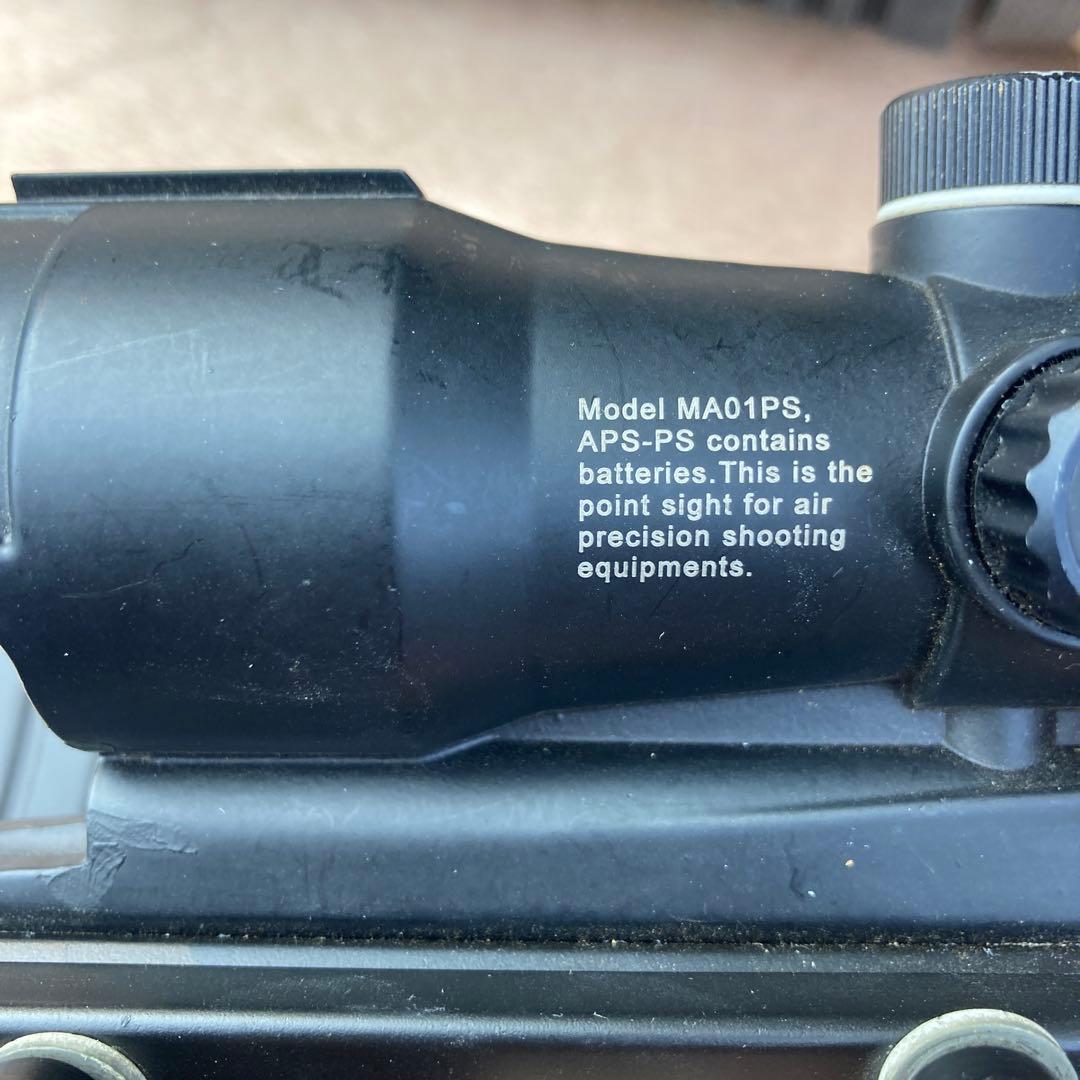 Model MA01PS,
APS-PS contains
batteries.This is the
point sight for air
precision shooting
equipments.